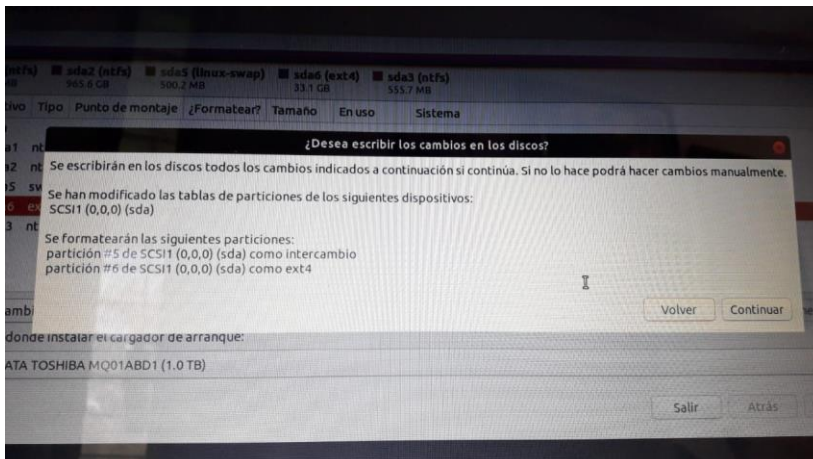 (ntfs) sda2 (ntfs) sda5 (linux-swap) sda6 (ext4) sda3 (ntfs)
965.6 GB 500.2 MB 33.1 GB 555.7 MB
Tipo Punto de montaje ¿Formatear? Tamaño En uso Sistema
¿Desea escribir los cambios en los discos?
Se escribirán en los discos todos los cambios indicados a continuación si continúa. Si no lo hace podrá hacer cambios manualmente.
Se han modificado las tablas de particiones de los siguientes dispositivos:
SCSI1 (0,0,0) (sda)
Se formatearán las siguientes particiones:
partición #5 de SCSI1 (0,0,0) (sda) como intercambio
partición #6 de SCSI1 (0,0,0) (sda) como ext4
Volver Continuar
donde instalar el cargador de arranque:
ATA TOSHIBA MQ01ABD1 (1.0 TB)
Salir Atrás